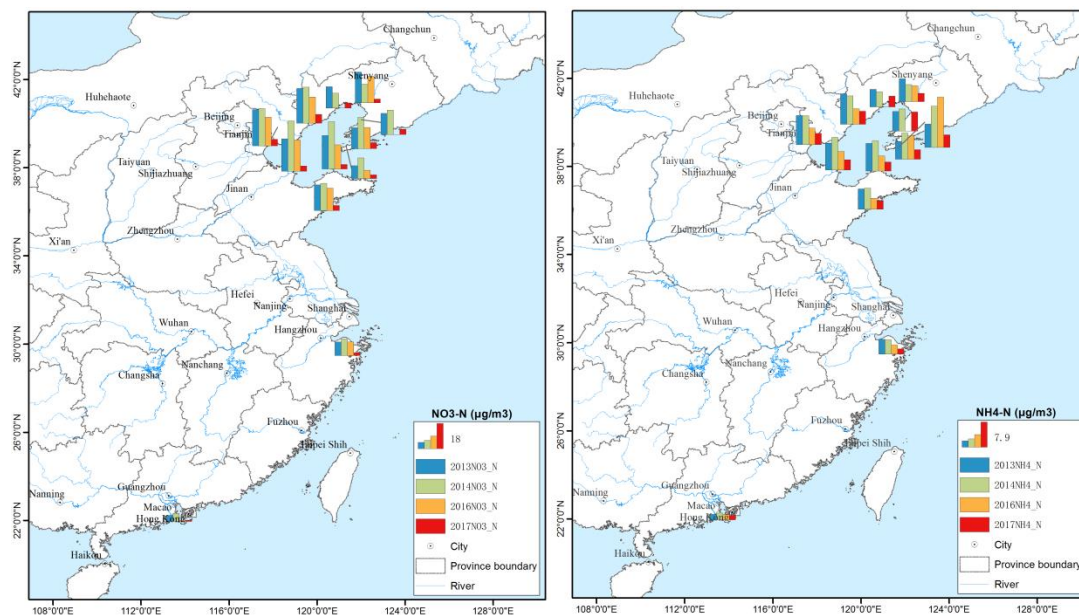 Changchun
42°0'0"N
Shenyang
Huhehaote
Beijing
Tianjin
38°0'0"N
Taiyuan
Shijiazhuang
Jinan
Zhengzhou
34°0'0"N
Xi'an
Hefei
Nanjing
Shanghai
Wuhan
Hangzhou
30°0'0"N
Nanchang
Changsha
26°0'0"N
Fuzhou
Taipei Shih
Guangzhou
Nanning
Macao
Hong Kong
22°0'0"N
Haikou
NO3-N (μg/m3)
18
2013NO3_N
2014NO3_N
2016NO3_N
2017NO3_N
City
Province boundary
River
108°0'0"E 112°0'0"E 116°0'0"E 120°0'0"E 124°0'0"E 128°0'0"E
Changchun
42°0'0"N
Shenyang
Huhehaote
Beijing
Tianjin
38°0'0"N
Taiyuan
Shijiazhuang
Jinan
Zhengzhou
34°0'0"N
Xi'an
Hefei
Nanjing
Shanghai
Wuhan
Hangzhou
30°0'0"N
Nanchang
Changsha
26°0'0"N
Fuzhou
Taipei Shih
Guangzhou
Nanning
Macao
Hong Kong
22°0'0"N
Haikou
NH4-N (μg/m3)
7.9
2013NH4_N
2014NH4_N
2016NH4_N
2017NH4_N
City
Province boundary
River
108°0'0"E 112°0'0"E 116°0'0"E 120°0'0"E 124°0'0"E 128°0'0"E